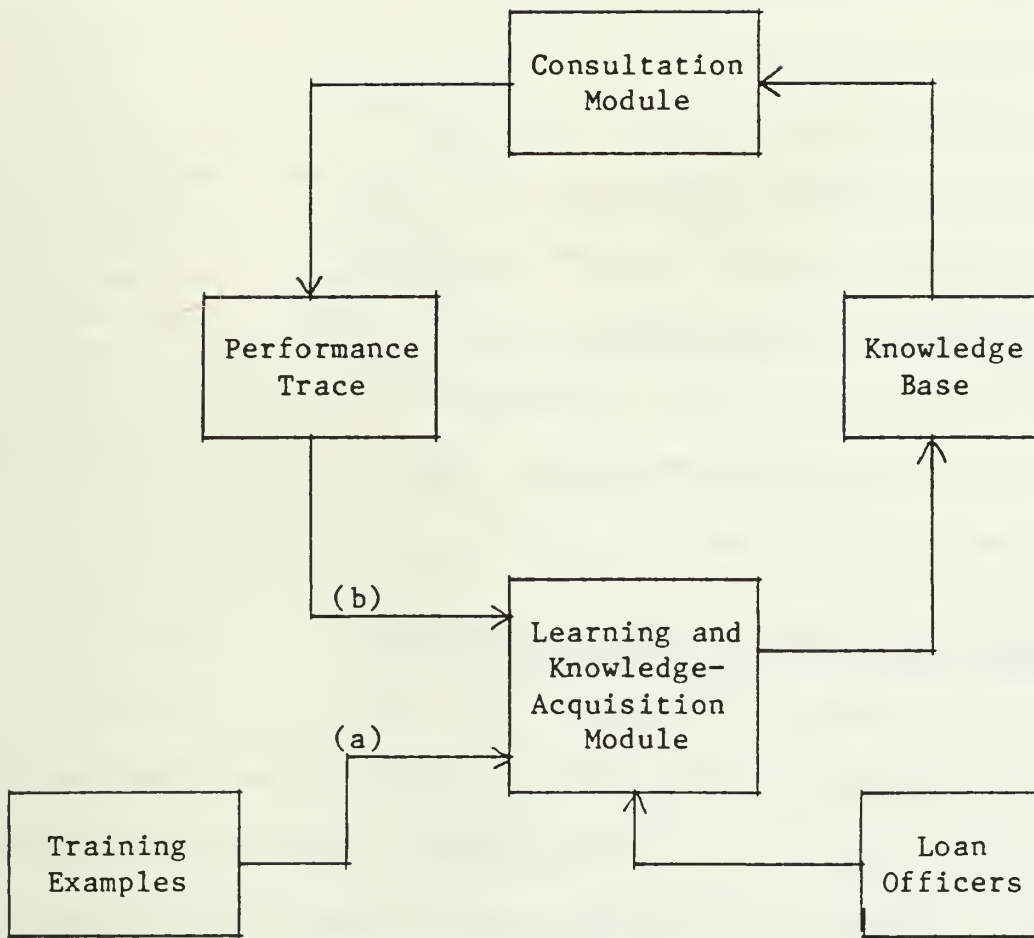 Consultation
Module
Performance
Trace
Knowledge
Base
(b)
Learning and
Knowledge-
Acquisition
Module
(a)
Training
Examples
Loan
Officers